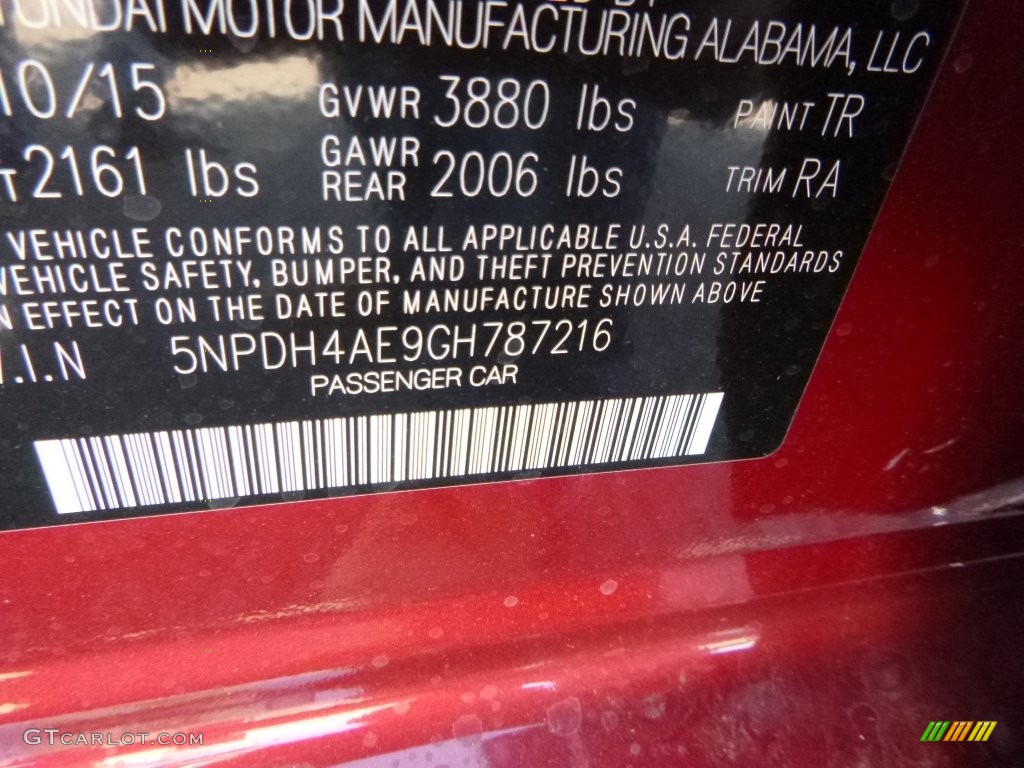 HYUNDAI MOTOR MANUFACTURING ALABAMA, LLC
10/15 GVWR 3880 lbs PAINT TR
2161 lbs GAWR REAR 2006 lbs TRIM RA
VEHICLE CONFORMS TO ALL APPLICABLE U.S.A. FEDERAL
VEHICLE SAFETY, BUMPER, AND THEFT PREVENTION STANDARDS
N EFFECT ON THE DATE OF MANUFACTURE SHOWN ABOVE
.I.N 5NPDH4AE9GH787216
PASSENGER CAR
GTCARLOT.COM